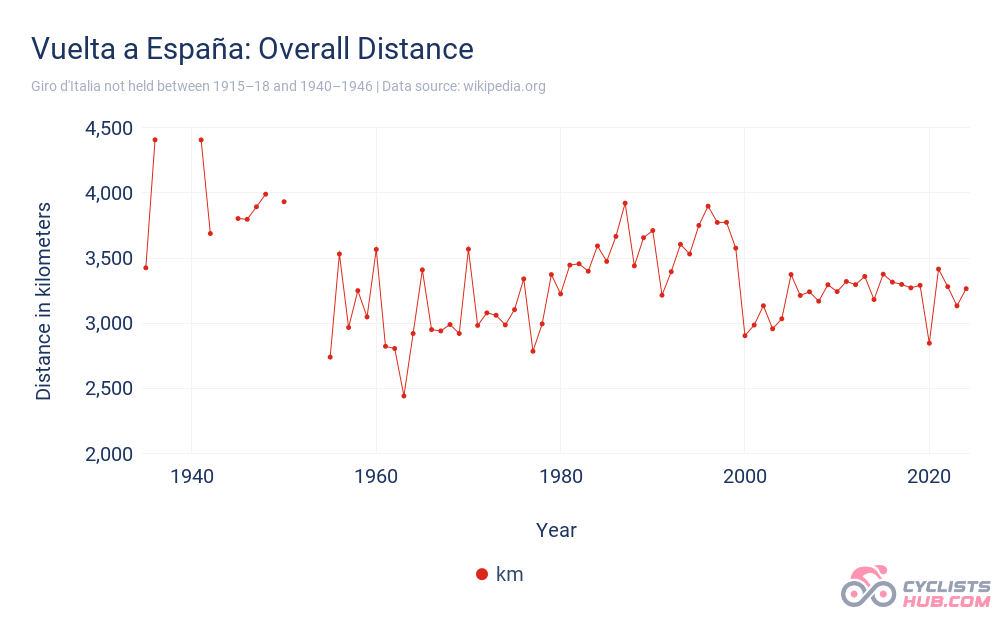 Vuelta a España: Overall Distance
Giro d'Italia not held between 1915–18 and 1940–1946 | Data source: wikipedia.org
4,500
4,000
3,500
3,000
2,500
2,000
Distance in kilometers
1940 1960 1980 2000 2020
Year
km
CYCLISTS
HUB.COM